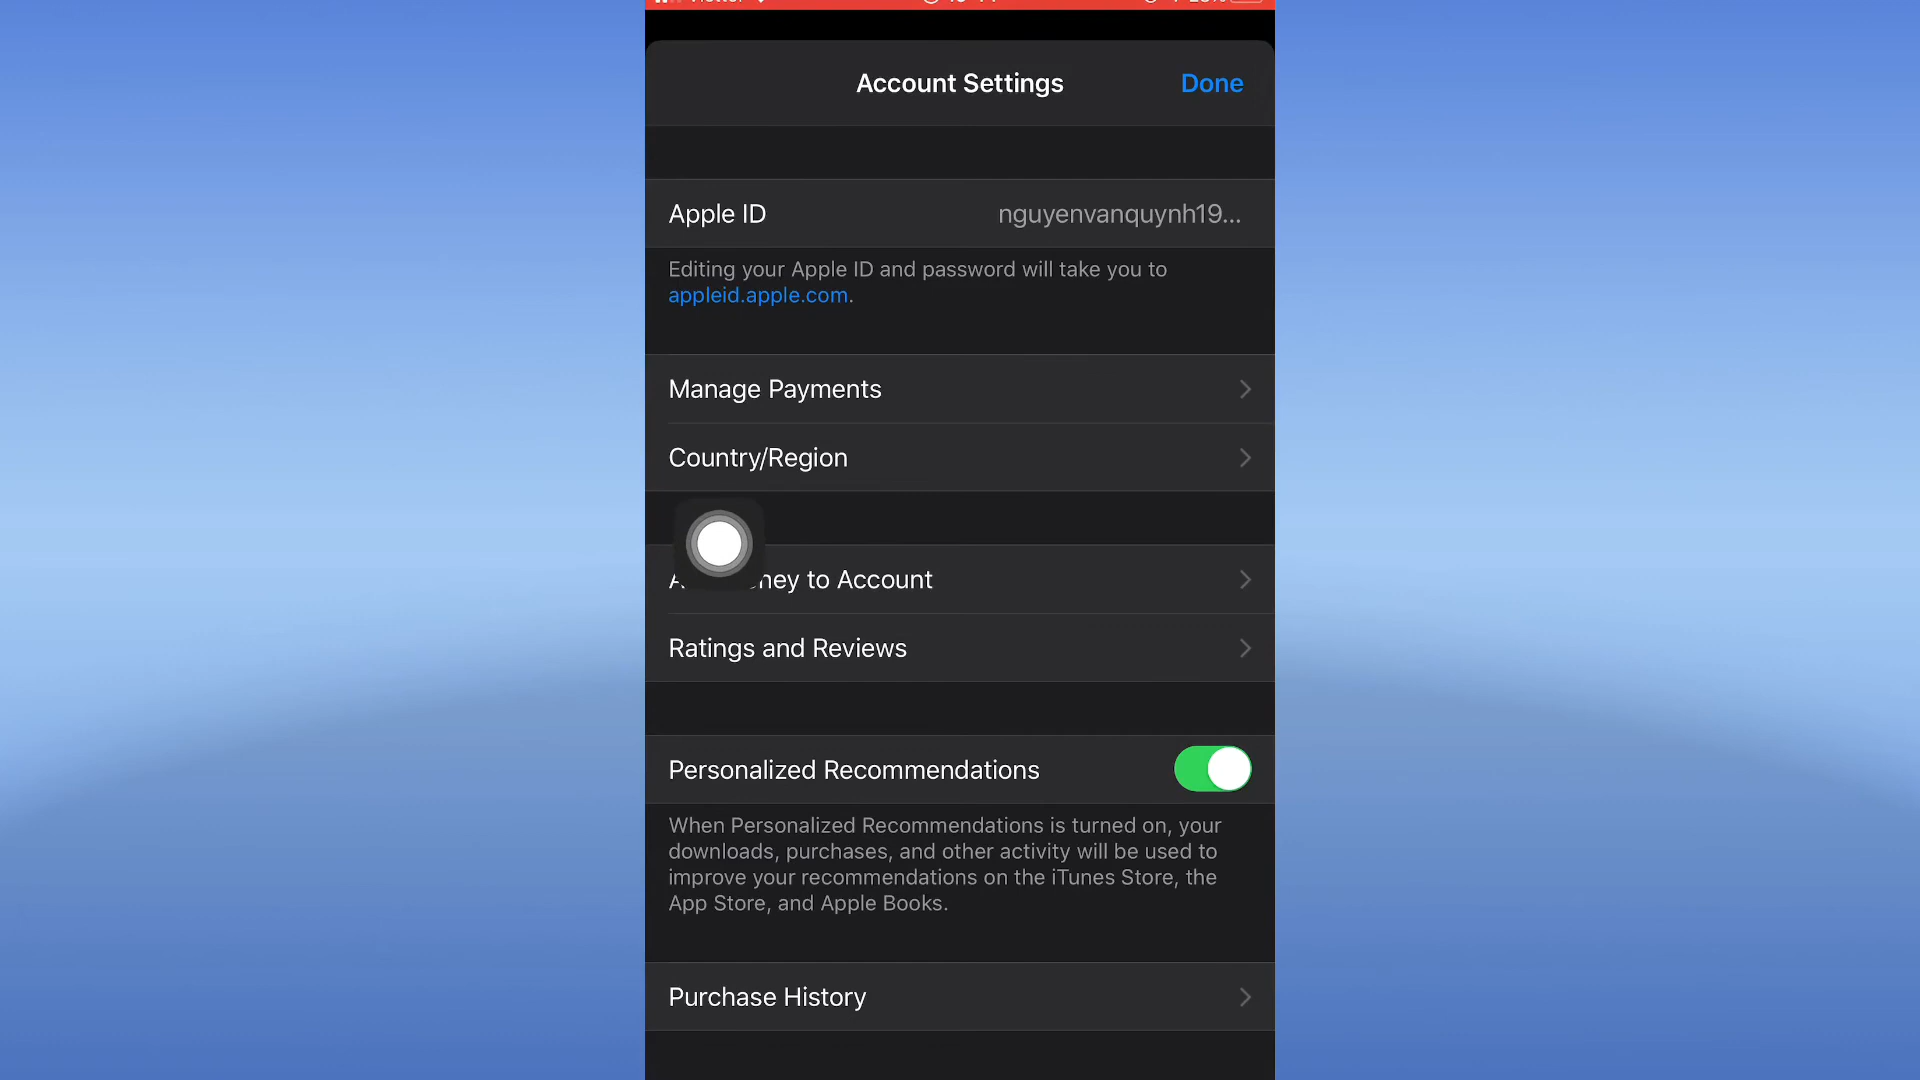 Account Settings
Done
Apple ID
nguyenvanquynh19...
Editing your Apple ID and password will take you to
appleid.apple.com.
Manage Payments
Country/Region
to Account
Ratings and Reviews
Personalized Recommendations
When Personalized Recommendations is turned on, your
downloads, purchases, and other activity will be used to
improve your recommendations on the iTunes Store, the
App Store, and Apple Books.
Purchase History